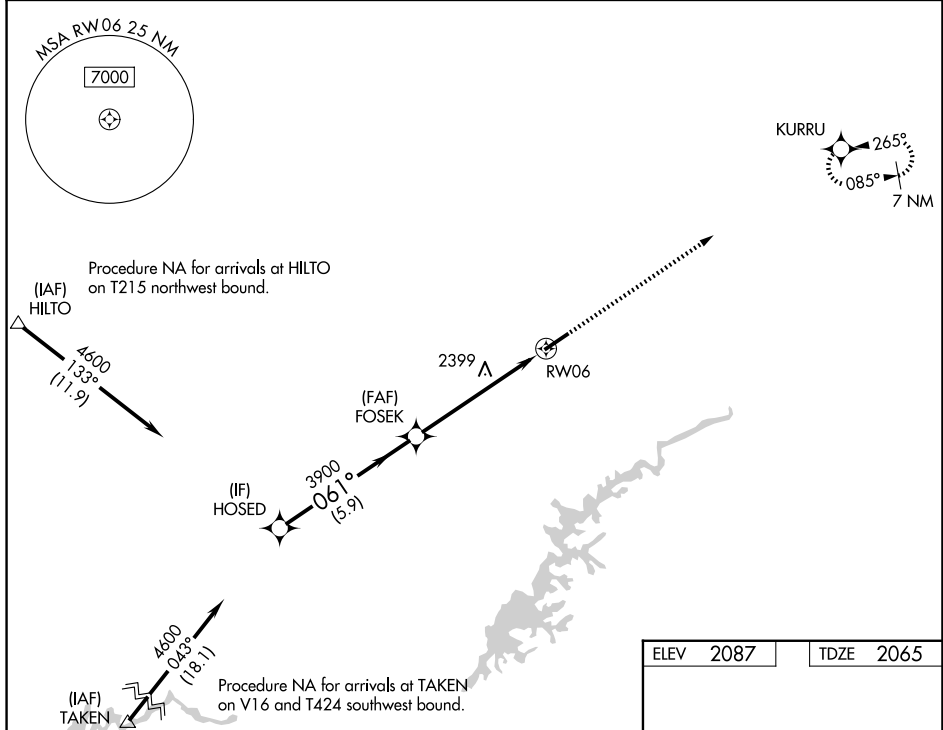 MSA RW06 25 NM
7000
KURRU
265°
085°
7 NM
Procedure NA for arrivals at HILTO
on T215 northwest bound.
(IAF)
HILTO
4600
133°
(11.9)
2399
RW06
(FAF)
FOSEK
3900
061°
(5.9)
(IF)
HOSED
4600
043°
(18.1)
(IAF)
TAKEN
Procedure NA for arrivals at TAKEN
on V16 and T424 southwest bound.
ELEV 2087
TDZE 2065